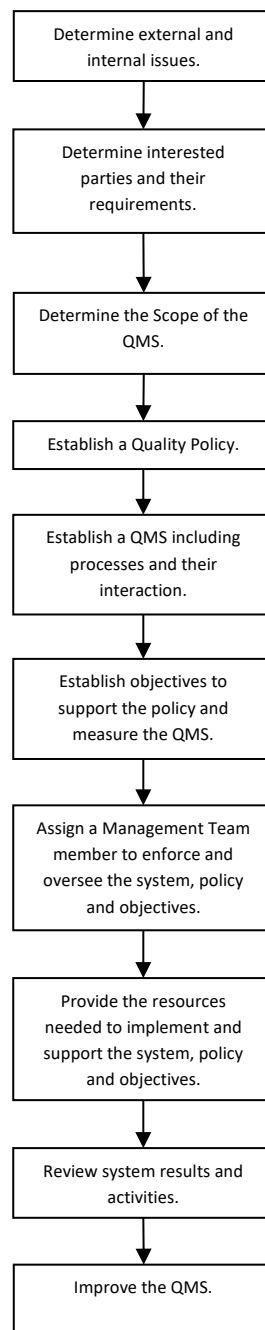 Determine external and
internal issues.
Determine interested
parties and their
requirements.
Determine the Scope of the
QMS.
Establish a Quality Policy.
Establish a QMS including
processes and their
interaction.
Establish objectives to
support the policy and
measure the QMS.
Assign a Management Team
member to enforce and
oversee the system, policy
and objectives.
Provide the resources
needed to implement and
support the system, policy
and objectives.
Review system results and
activities.
Improve the QMS.